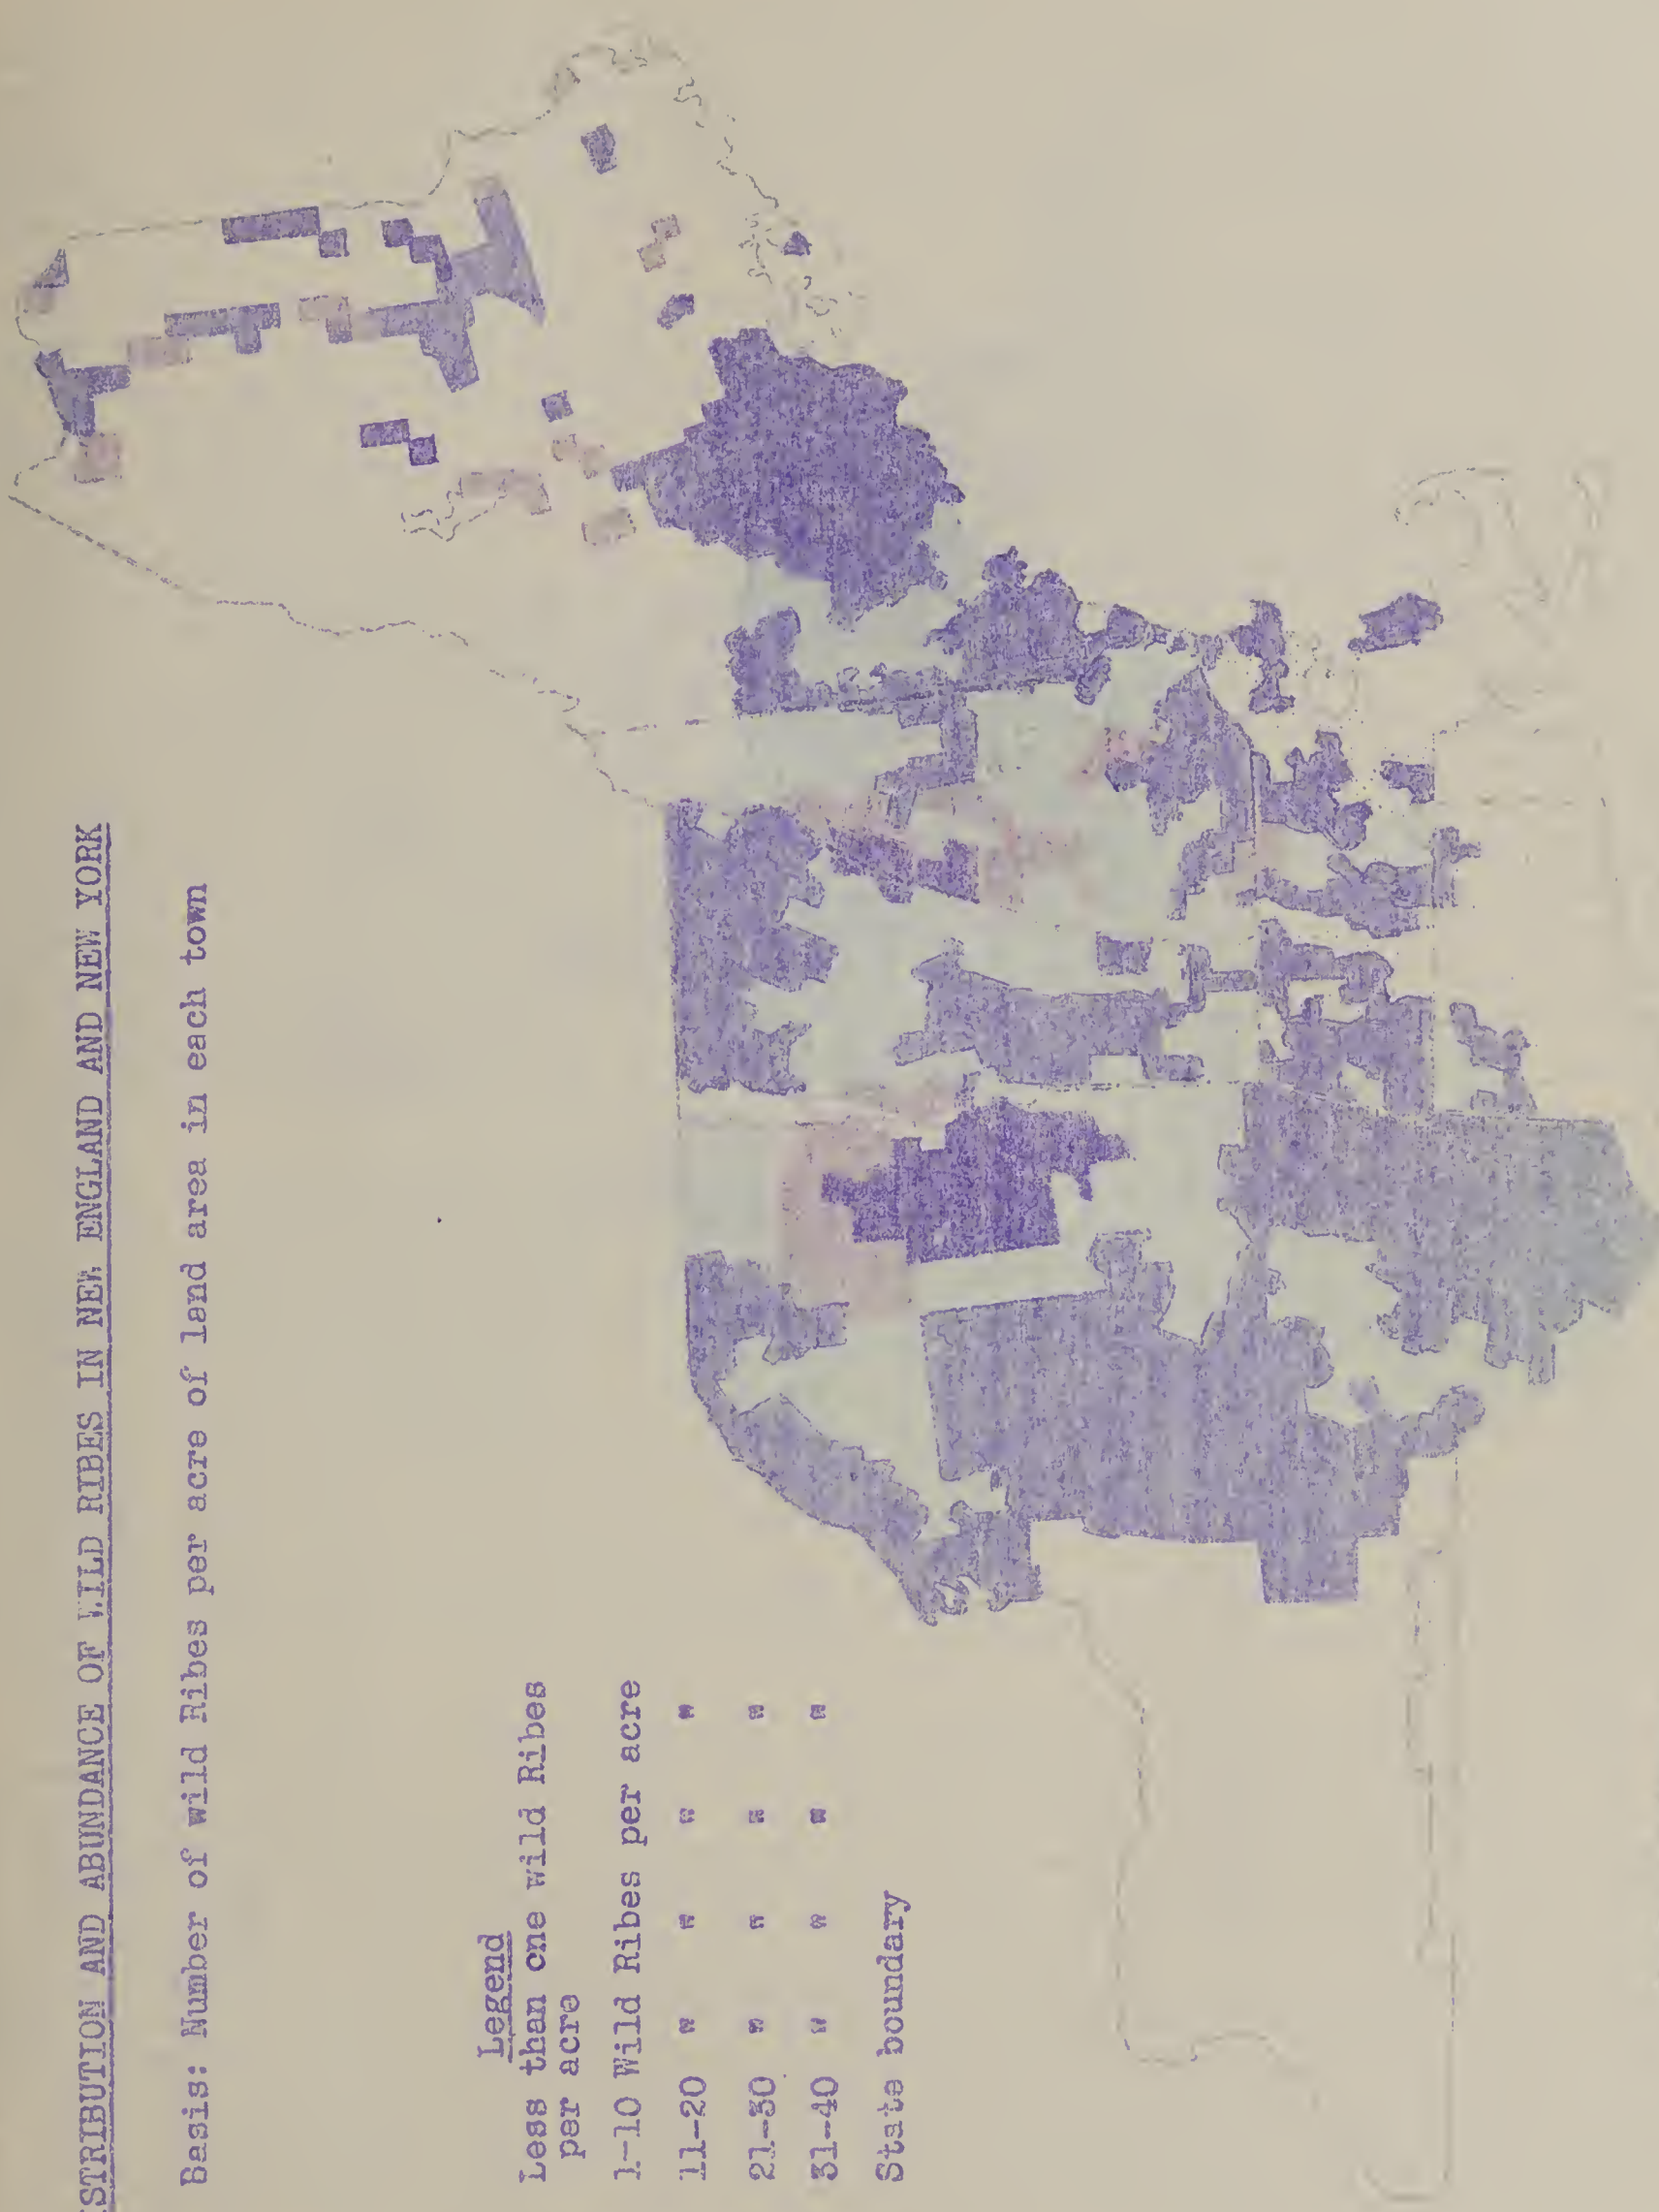 STRIBUTION AND ABUNDANCE OF WILD RIBES IN NEW ENGLAND AND NEW YORK
Basis: Number of wild Ribes per acre of land area in each town
Legend
Less than one wild Ribes
per acre
1-10 Wild Ribes per acre
11-20 " " " "
21-30 " " " "
31-40 " " " "
State boundary